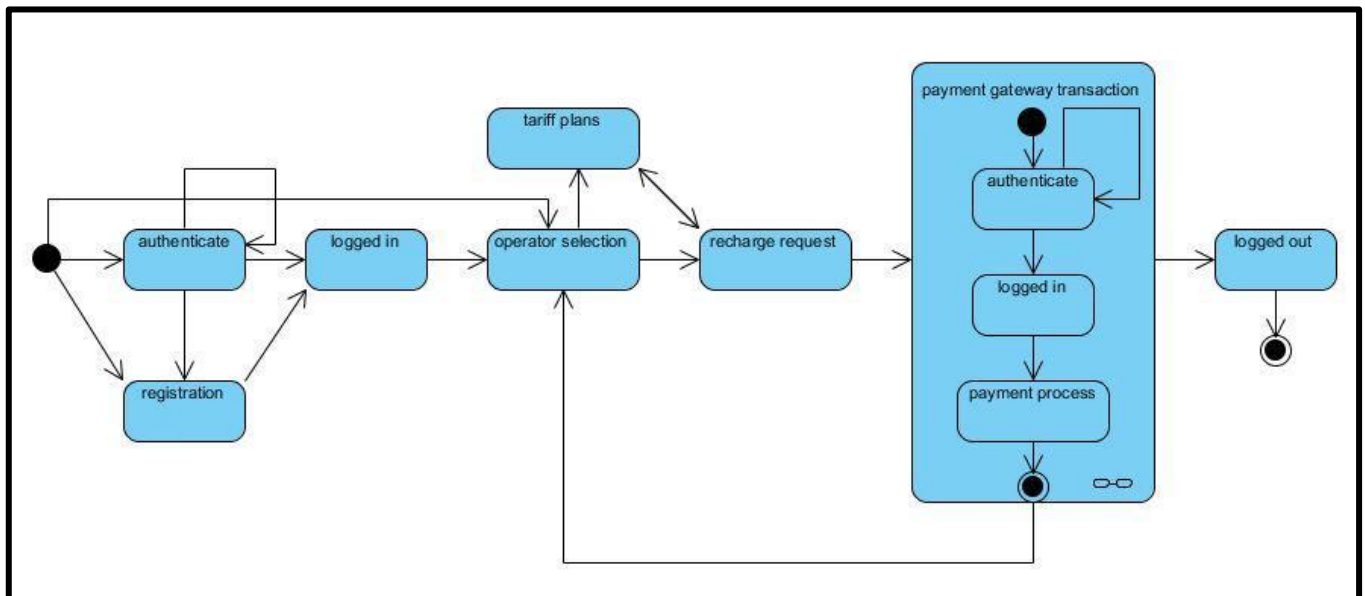 payment gateway transaction
tariff plans
authenticate
authenticate
logged in
operator selection
recharge request
logged out
logged in
registration
payment process